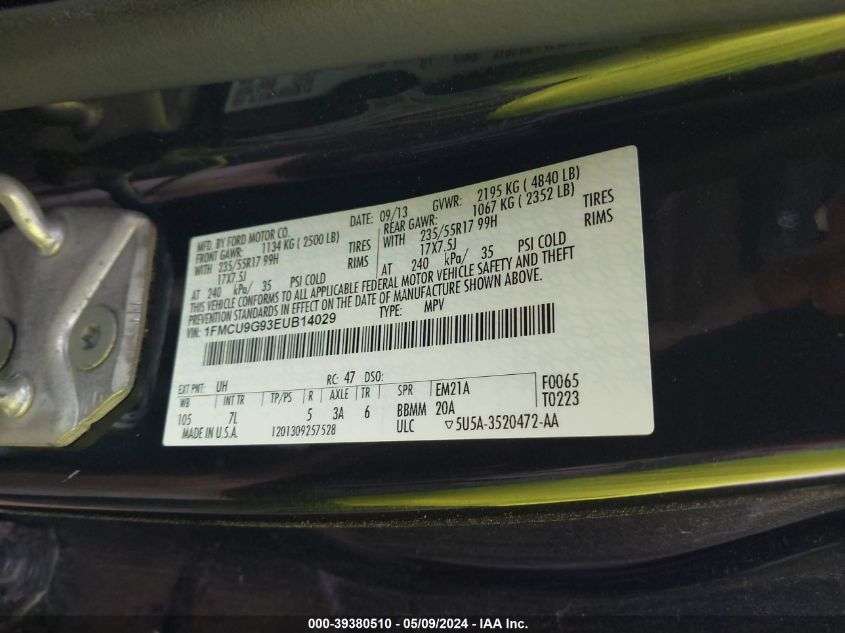 MFD. BY FORD MOTOR CO. DATE: 09/13 GVWR: 2195 KG ( 4840 LB)
FRONT GAWR: 1134 KG ( 2500 LB) REAR GAWR: 1067 KG ( 2352 LB)
WITH 235/55R17 99H TIRES WITH 235/55R17 99H TIRES
17X7.5J RIMS 17X7.5J RIMS
AT 240 kPa/ 35 PSI COLD AT 240 kPa/ 35 PSI COLD
THIS VEHICLE CONFORMS TO ALL APPLICABLE FEDERAL MOTOR VEHICLE SAFETY AND THEFT
PREVENTION STANDARDS IN EFFECT ON THE DATE OF MANUFACTURE SHOWN ABOVE.
VIN: 1FMCU9G93EUB14029 TYPE: MPV
EXT PNT: UH RC: 47 DSO: F0065
WB INT TR TP/PS R AXLE TR SPR EM21A T0223
105 7L 5 3A 6 BBMM 20A
MADE IN U.S.A. 1201309257528 ULC ▽5U5A-3520472-AA
000-39380510 - 05/09/2024 - IAA Inc.